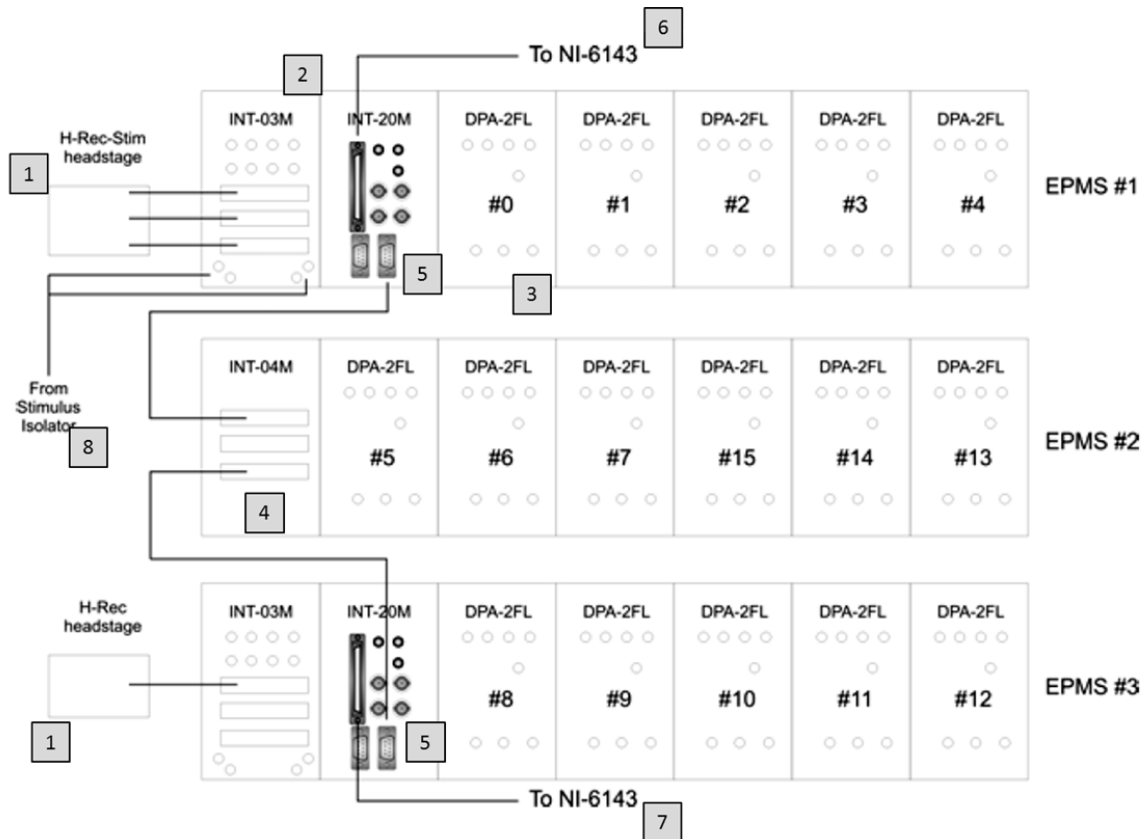 6
To NI-6143
2
INT-03M
INT-20M
DPA-2FL
DPA-2FL
DPA-2FL
DPA-2FL
DPA-2FL
H-Rec-Stim
headstage
1
#0
#1
#2
#3
#4
EPMS #1
5
3
INT-04M
DPA-2FL
DPA-2FL
DPA-2FL
DPA-2FL
DPA-2FL
DPA-2FL
From
Stimulus
Isolator
8
#5
#6
#7
#15
#14
#13
EPMS #2
4
H-Rec
headstage
INT-03M
INT-20M
DPA-2FL
DPA-2FL
DPA-2FL
DPA-2FL
DPA-2FL
#8
#9
#10
#11
#12
EPMS #3
1
5
To NI-6143
7